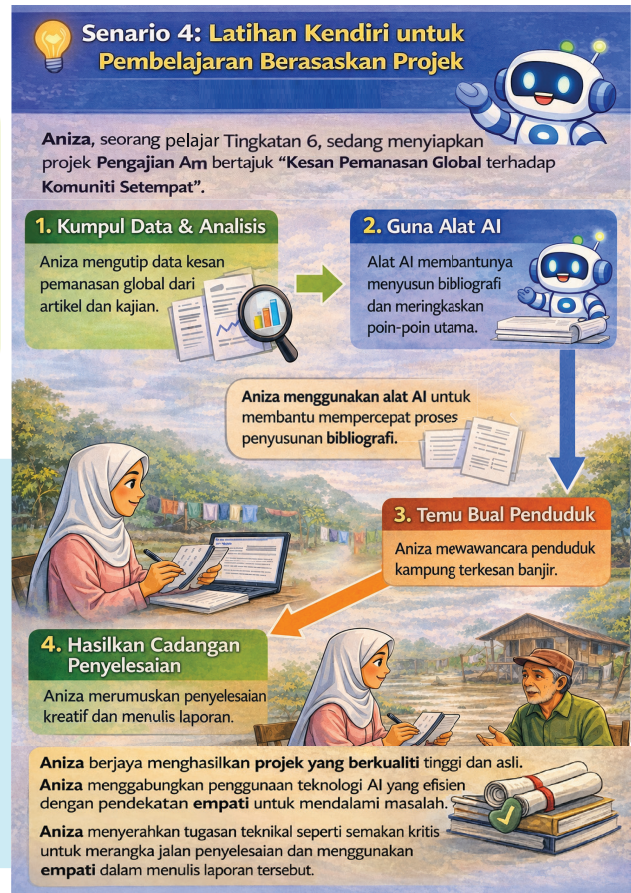 Senario 4: Latihan Kendiri untuk
Pembelajaran Berasaskan Projek
Aniza, seorang pelajar Tingkatan 6, sedang menyiapkan
projek Pengajian Am bertajuk “Kesan Pemanasan Global terhadap
Komuniti Setempat”.
1. Kumpul Data & Analisis
Aniza mengutip data kesan
pemanasan global dari
artikel dan kajian.
2. Guna Alat AI
Alat AI membantunya
menyusun bibliografi
dan meringkaskan
poin-poin utama.
Aniza menggunakan alat AI untuk
membantu mempercepat proses
penyusunan bibliografi.
3. Temu Bual Penduduk
Aniza mewawancara penduduk
kampung terkesan banjir.
4. Hasilkan Cadangan
Penyelesaian
Aniza merumuskan penyelesaian
kreatif dan menulis laporan.
Aniza berjaya menghasilkan projek yang berkualiti tinggi dan asli.
Aniza menggabungkan penggunaan teknologi AI yang efisien
dengan pendekatan empati untuk mendalami masalah.
Aniza menyerahkan tugasan teknikal seperti semakan kritis
untuk merangka jalan penyelesaian dan menggunakan
empati dalam menulis laporan tersebut.